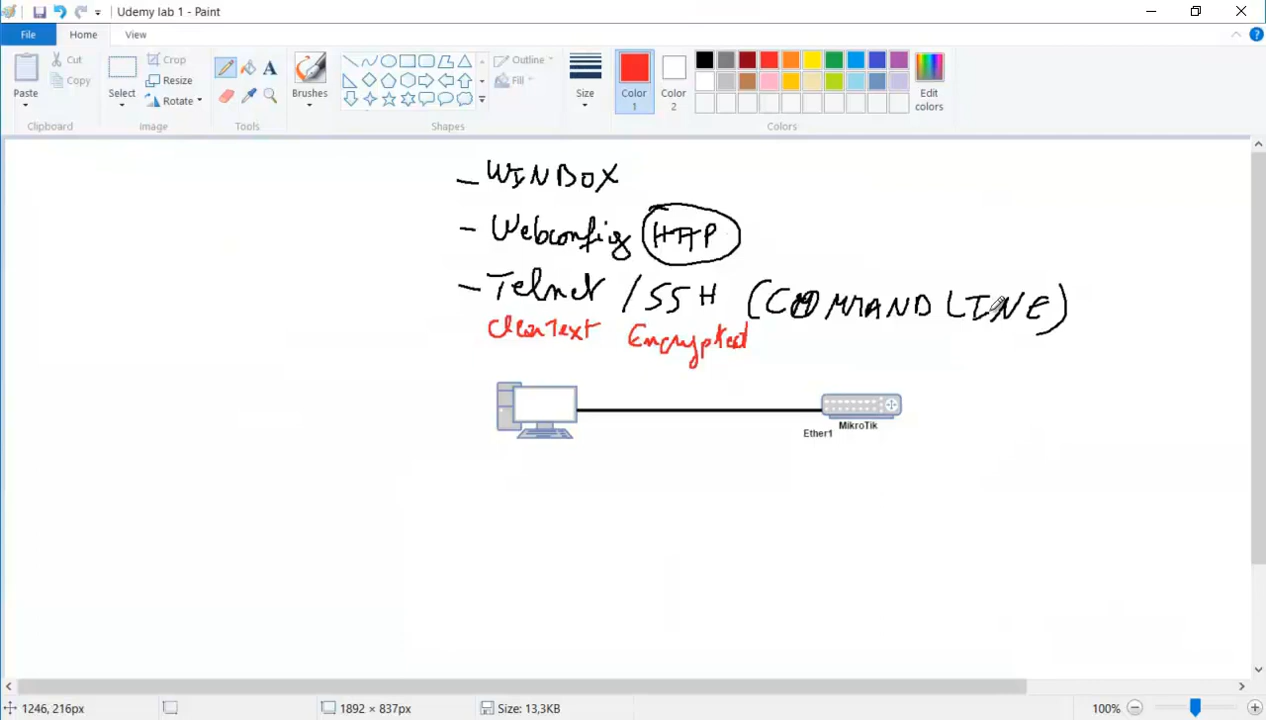 Udemy lab 1 - Paint
File Home View
Paste
Cut
Copy
Clipboard
Select
Crop
Resize
Rotate
Image
A
Tools
Brushes
Outline
Fill
Shapes
Size
Color 1
Color 2
Edit colors
Colors
- WINBOX
- Webconfig HTTP
- Telnet / SSH (COMMAND LINE)
ClearText Encrypted
Ether1
MikroTik
1246, 216px
1892 × 837px
Size: 13,3KB
100%